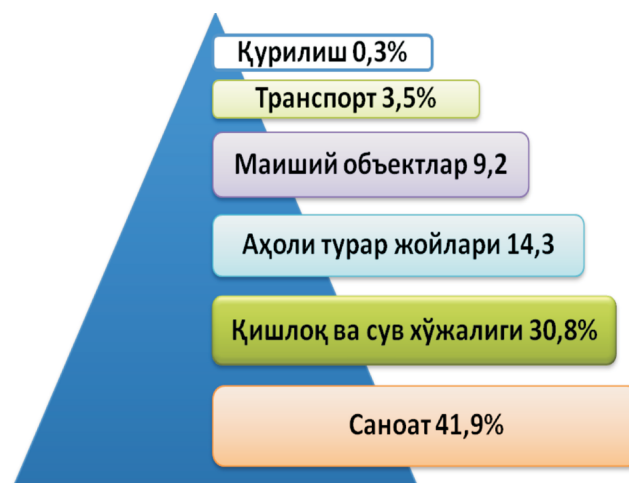 Қурилиш 0,3%
Транспорт 3,5%
Маиший объектлар 9,2
Аҳоли турар жойлари 14,3
Қишлоқ ва сув хўжалиги 30,8%
Саноат 41,9%